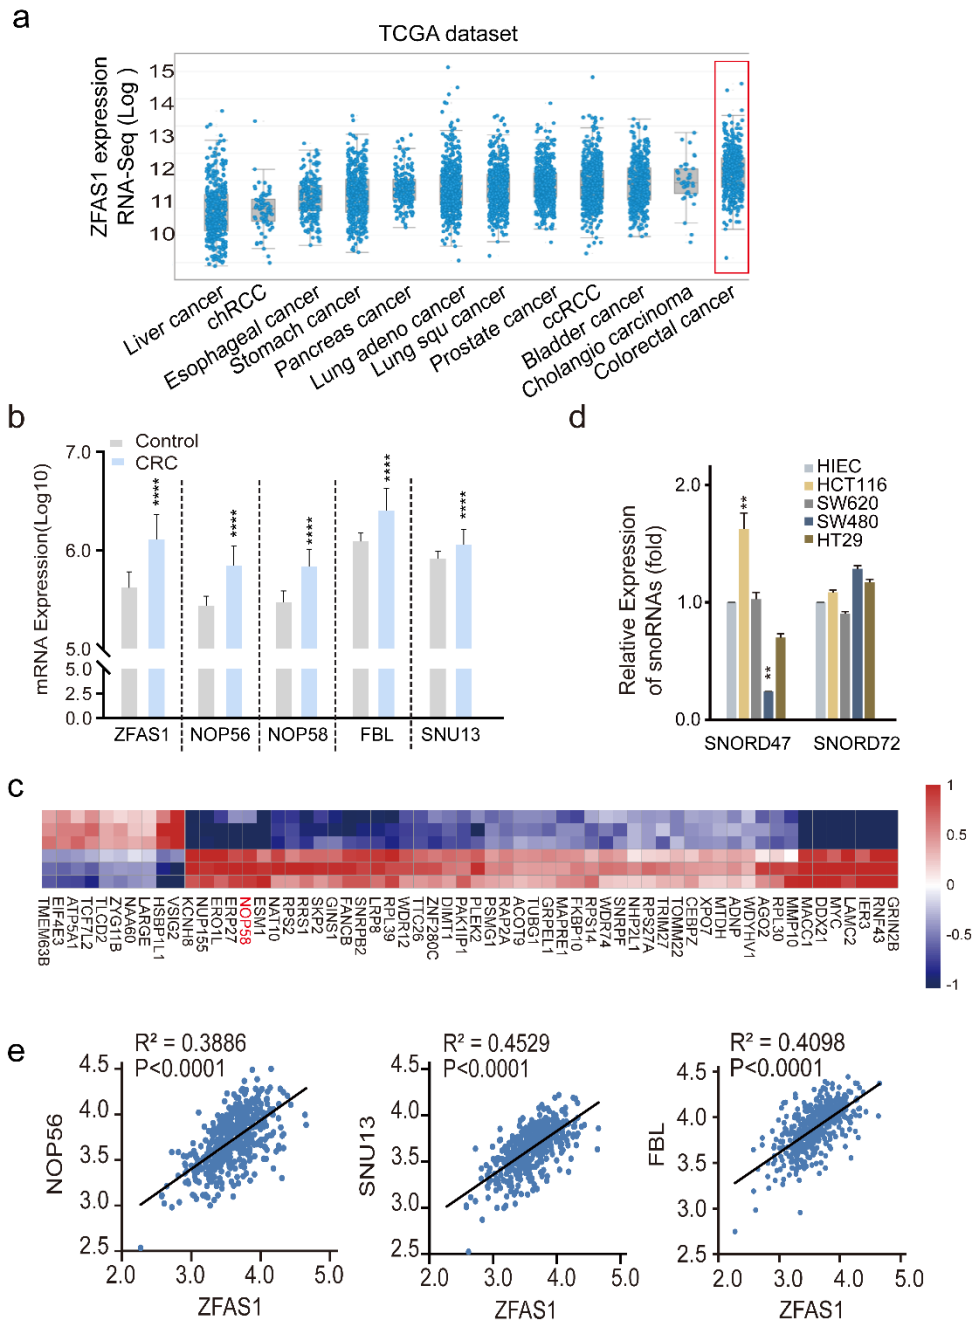 a
TCGA dataset
ZFAS1 expression
RNA-Seq (Log )
15
14
13
12
11
10
Liver cancer
chRCC
Esophageal cancer
Stomach cancer
Pancreas cancer
Lung adeno cancer
Lung squ cancer
Prostate cancer
ccRCC
Bladder cancer
Cholangio carcinoma
Colorectal cancer
b
Control
CRC
mRNA Expression(Log10)
7.0
6.0
5.0
5.0
2.5
0.0
**** **** **** **** ****
ZFAS1 NOP56 NOP58 FBL SNU13
d
HIEC
HCT116
SW620
SW480
HT29
Relative Expression
of snoRNAs (fold)
2.0
1.0
0.0
** **
SNORD47 SNORD72
c
1
0.5
0
-0.5
-1
TMEM63B
EIF4E3
ATP5A1
TCF7L2
TLCD2
ZYG11B
NAA60
LARGE
HSBP1L1
VSIG2
KCNH8
NUP155
ERO1L
ERP27
NOP58
ESM1
NAT10
RPS2
RRS1
SKP2
GINS1
FANCB
SNRPB2
LRP8
RPL39
WDR12
TTC26
ZNF280C
DIMT1
PAK1IP1
PLEK2
PSMG1
RAP2A
ACOT9
TUBG1
GRPEL1
MAPRE1
FKBP10
RPS14
WDR74
SNRPF
NHP2L1
RPS27A
TRIM27
TOMM22
CEBPZ
XPO7
MTDH
ADNP
WDYHV1
AGO2
RPL30
MMP10
MACC1
DDX21
MYC
LAMC2
IER3
RNF43
GRIN2B
e
R² = 0.3886
P<0.0001
NOP56
4.5
4.0
3.5
3.0
2.5
2.0 3.0 4.0 5.0
ZFAS1
R² = 0.4529
P<0.0001
SNU13
4.5
4.0
3.5
3.0
2.5
2.0 3.0 4.0 5.0
ZFAS1
R² = 0.4098
P<0.0001
FBL
4.5
4.0
3.5
3.0
2.5
2.0 3.0 4.0 5.0
ZFAS1